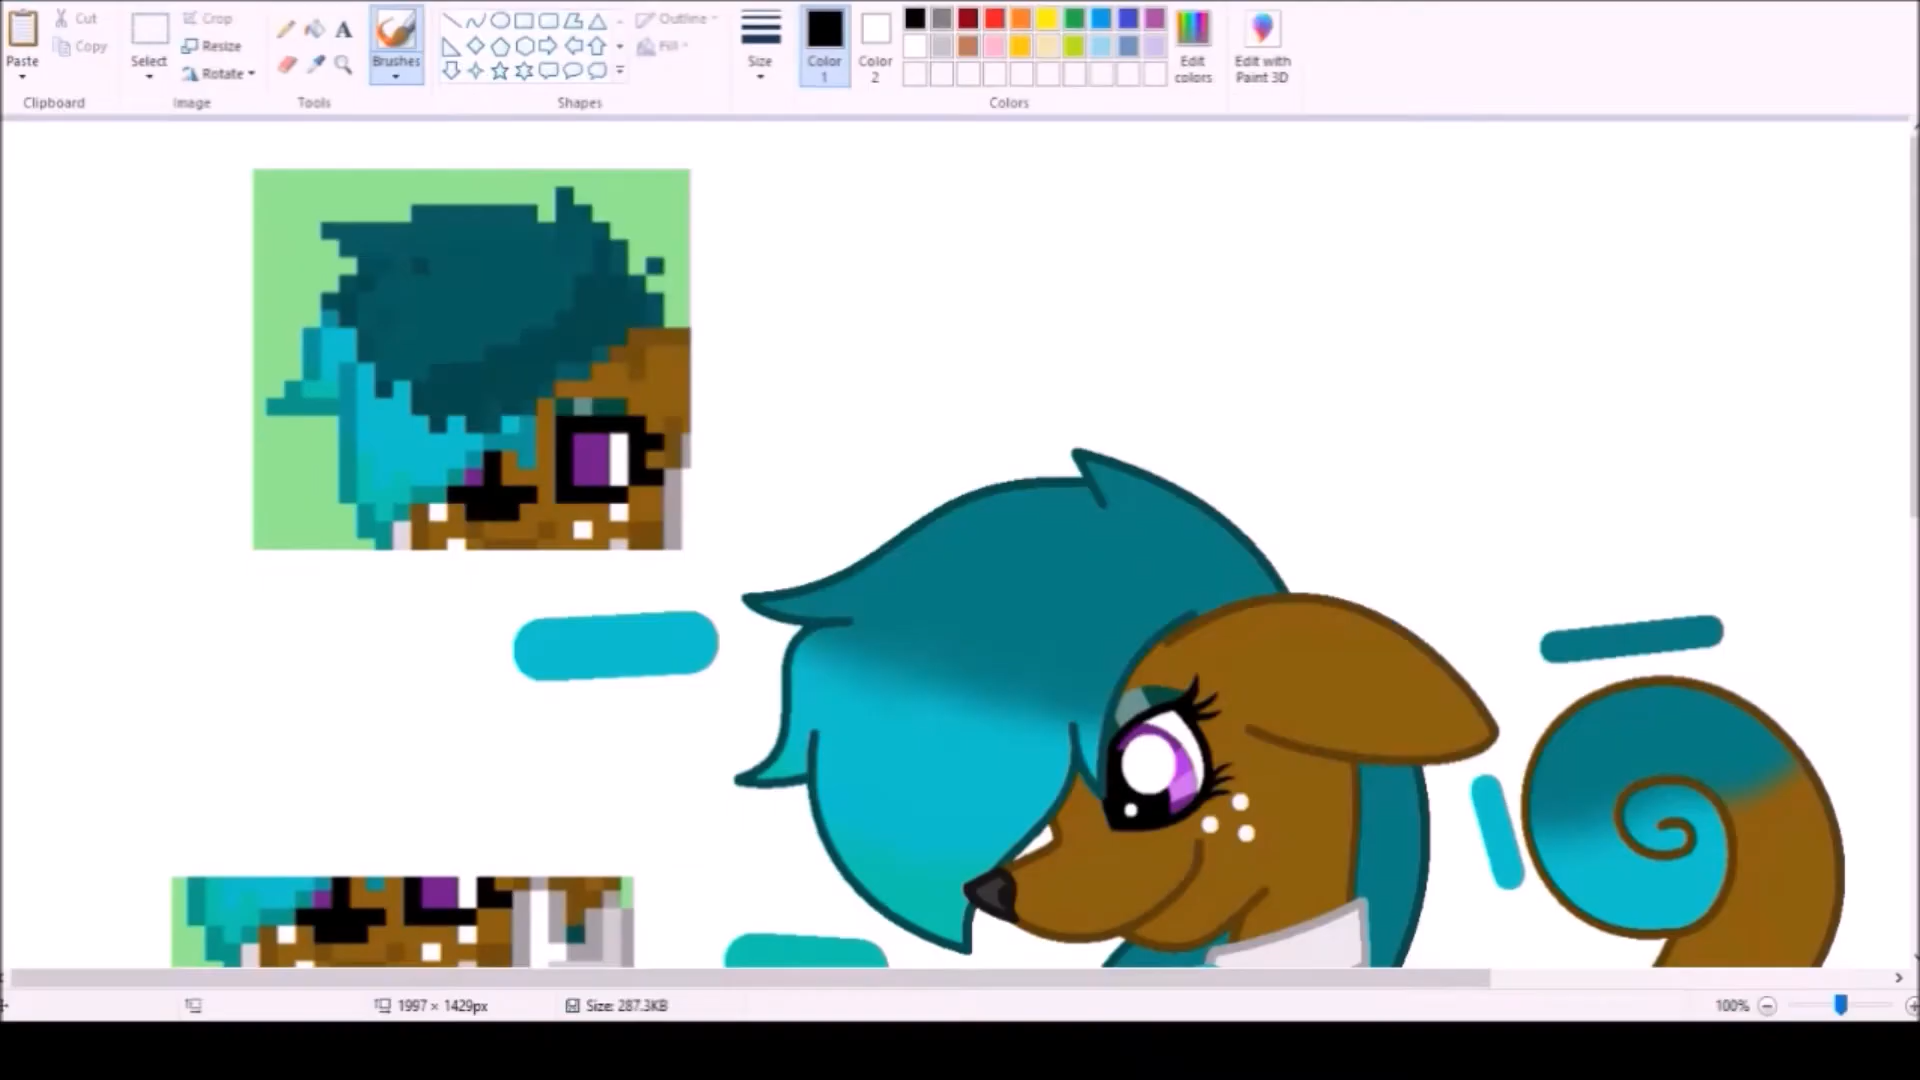 Paste
Cut
Copy
Clipboard
Select
Crop
Resize
Rotate
Image
A
Tools
Brushes
Outline
Fill
Shapes
Size
Color
1
Color
2
Colors
Edit
colors
Edit with
Paint 3D
1997 × 1429px
Size: 287.3KB
100%